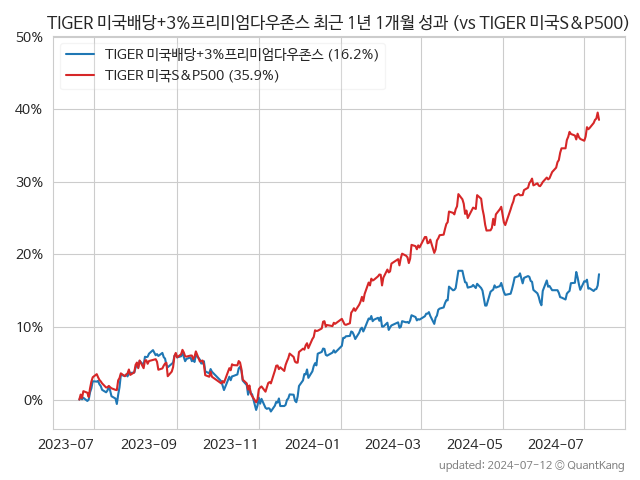 TIGER 미국배당+3%프리미엄다우존스 최근 1년 1개월 성과 (vs TIGER 미국S&P500)
50%
TIGER 미국배당+3%프리미엄다우존스 (16.2%)
TIGER 미국S&P500 (35.9%)
40%
30%
20%
10%
0%
2023-07 2023-09 2023-11 2024-01 2024-03 2024-05 2024-07
updated: 2024-07-12 © QuantKang